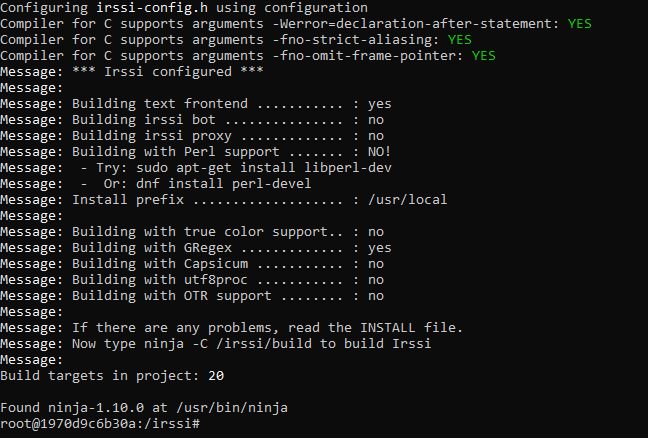 Configuring irssi-config.h using configuration
Compiler for C supports arguments -Werror=declaration-after-statement: YES
Compiler for C supports arguments -fno-strict-aliasing: YES
Compiler for C supports arguments -fno-omit-frame-pointer: YES
Message: *** Irssi configured ***
Message:
Message: Building text frontend ........... : yes
Message: Building irssi bot ............... : no
Message: Building irssi proxy ............. : no
Message: Building with Perl support ....... : NO!
Message:  - Try: sudo apt-get install libperl-dev
Message:  -  Or: dnf install perl-devel
Message: Install prefix ................... : /usr/local
Message:
Message: Building with true color support.. : no
Message: Building with GRegex ............. : yes
Message: Building with Capsicum ........... : no
Message: Building with utf8proc ........... : no
Message: Building with OTR support ........ : no
Message:
Message: If there are any problems, read the INSTALL file.
Message: Now type ninja -C /irssi/build to build Irssi
Message:
Build targets in project: 20

Found ninja-1.10.0 at /usr/bin/ninja
root@1970d9c6b30a:/irssi#